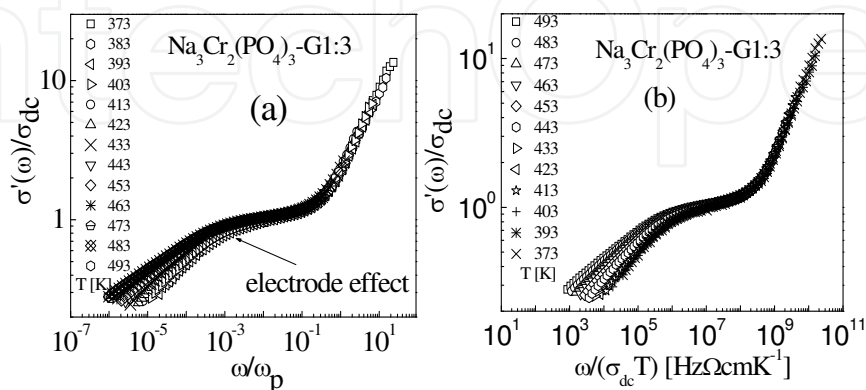 Na₃Cr₂(PO₄)₃-G1:3
(a)
373
383
393
403
413
423
433
443
453
463
473
483
493
T [K]
electrode effect
σ'(ω)/σdc
10
1
10⁻⁷ 10⁻⁵ 10⁻³ 10⁻¹ 10¹
ω/ωp
Na₃Cr₂(PO₄)₃-G1:3
(b)
493
483
473
463
453
443
433
423
413
403
393
373
T [K]
σ'(ω)/σdc
10¹
10⁰
10¹ 10³ 10⁵ 10⁷ 10⁹ 10¹¹
ω/(σdcT) [HzΩcmK⁻¹]